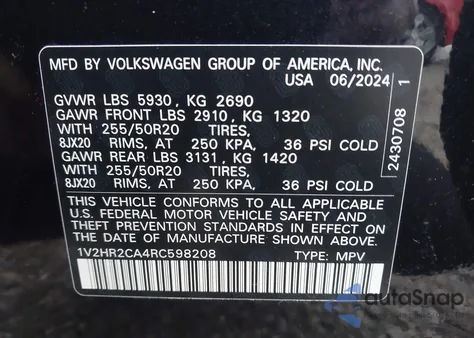 MFD BY VOLKSWAGEN GROUP OF AMERICA, INC.
USA 06/2024
GVWR LBS 5930 , KG 2690
GAWR FRONT LBS 2910 , KG 1320
WITH 255/50R20 TIRES,
8JX20 RIMS, AT 250 KPA, 36 PSI COLD
GAWR REAR LBS 3131 , KG 1420
WITH 255/50R20 TIRES,
8JX20 RIMS, AT 250 KPA, 36 PSI COLD
THIS VEHICLE CONFORMS TO ALL APPLICABLE
U.S. FEDERAL MOTOR VEHICLE SAFETY AND
THEFT PREVENTION STANDARDS IN EFFECT ON THE
DATE OF MANUFACTURE SHOWN ABOVE.
1V2HR2CA4RC598208 TYPE: MPV
2430708 1
autoSnap